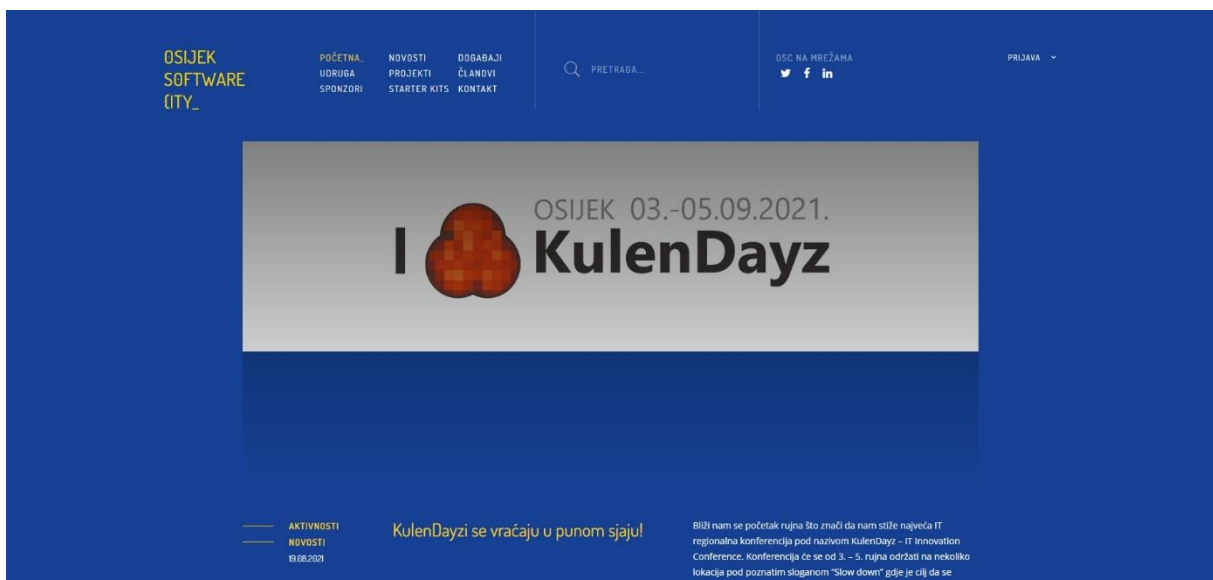 OSIJEK
SOFTWARE
{ITY_
POČETNA_
UDRUGA
SPONZORI
NOVOSTI
PROJEKTI
STARTER KITS
DOGAĐAJI
ČLANOVI
KONTAKT
PRETRAGA...
OSC NA MREŽAMA
PRIJAVA
OSIJEK 03.-05.09.2021.
I KulenDayz
AKTIVNOSTI
NOVOSTI
19.08.2021
KulenDayzi se vraćaju u punom sjaju!
Bliži nam se početak rujna što znači da nam stiže najveća IT
regionalna konferencija pod nazivom KulenDayz – IT Innovation
Conference. Konferencija će se od 3. – 5. rujna održati na nekoliko
lokacija pod poznatim sloganom “Slow down” gdje je cilj da se